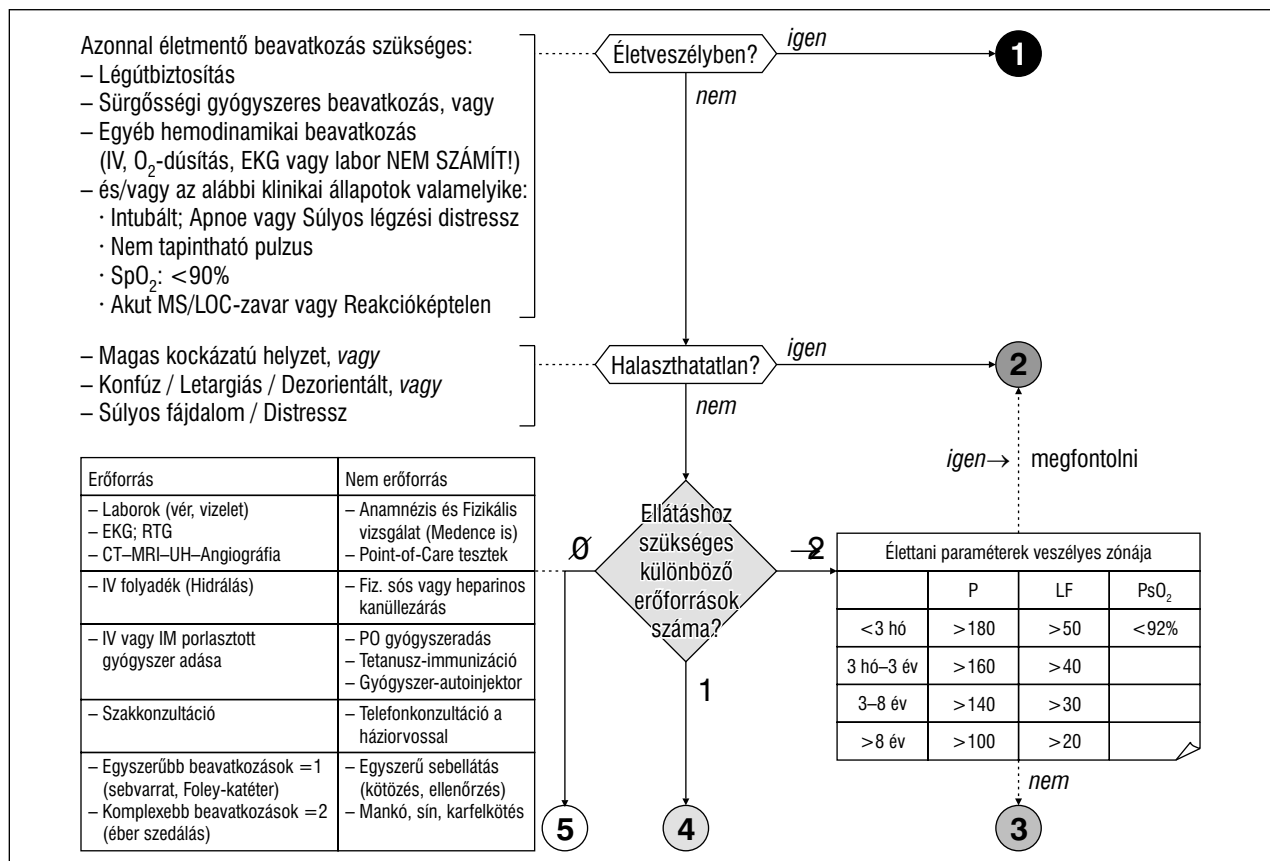 Azonnal életmentő beavatkozás szükséges:
– Légútbiztosítás
– Sürgősségi gyógyszeres beavatkozás, vagy
– Egyéb hemodinamikai beavatkozás
(IV, O₂-dúsítás, EKG vagy labor NEM SZÁMÍT!)
– és/vagy az alábbi klinikai állapotok valamelyike:
· Intubált; Apnoe vagy Súlyos légzési distressz
· Nem tapintható pulzus
· SpO₂: <90%
· Akut MS/LOC-zavar vagy Reakcióképtelen
Életveszélyben?
igen
1
nem
– Magas kockázatú helyzet, vagy
– Konfúz / Letargiás / Dezorientált, vagy
– Súlyos fájdalom / Distressz
Halaszthatatlan?
igen
2
nem
igen→ megfontolni
Erőforrás
Nem erőforrás
– Laborok (vér, vizelet)
– EKG; RTG
– CT–MRI–UH–Angiográfia
– Anamnézis és Fizikális
vizsgálat (Medence is)
– Point-of-Care tesztek
– IV folyadék (Hidrálás)
– Fiz. sós vagy heparinos
kanüllezárás
– IV vagy IM porlasztott
gyógyszer adása
– PO gyógyszeradás
– Tetanusz-immunizáció
– Gyógyszer-autoinjektor
– Szakkonzultáció
– Telefonkonzultáció a
háziorvossal
– Egyszerűbb beavatkozások =1
(sebvarrat, Foley-katéter)
– Komplexebb beavatkozások =2
(éber szedálás)
– Egyszerű sebellátás
(kötözés, ellenőrzés)
– Mankó, sín, karfelkötés
Ellátáshoz
szükséges
különböző
erőforrások
száma?
Ø
→2
1
5
4
Élettani paraméterek veszélyes zónája
P LF PsO₂
<3 hó >180 >50 <92%
3 hó–3 év >160 >40
3–8 év >140 >30
>8 év >100 >20
nem
3